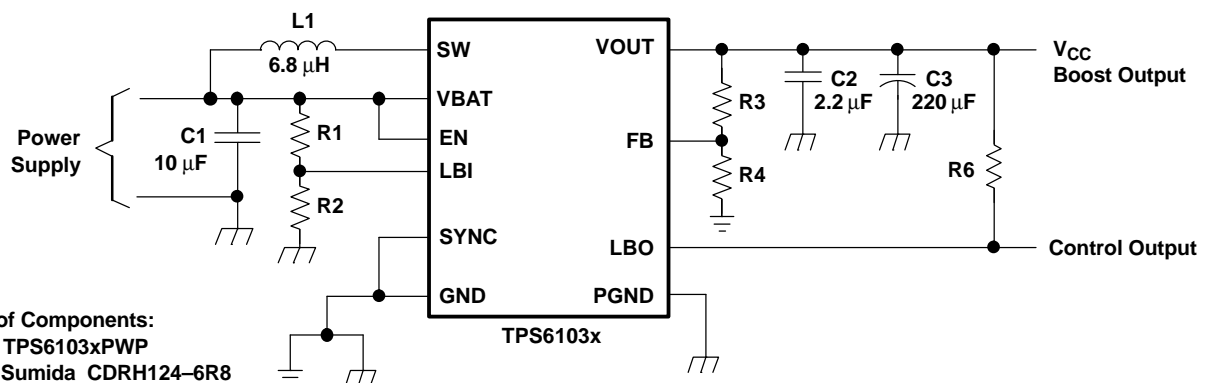 L1
6.8 μH
SW
VOUT
VCC
Boost Output
C2
2.2 μF
C3
220 μF
R3
VBAT
Power
Supply
C1
10 μF
R1
EN
FB
LBI
R4
R6
R2
SYNC
LBO
Control Output
GND
PGND
TPS6103x
of Components:
TPS6103xPWP
Sumida CDRH124–6R8